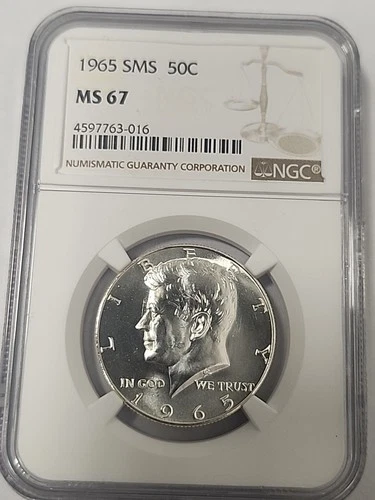 1965 SMS 50C
MS 67
4597763-016
NUMISMATIC GUARANTY CORPORATION
NGC®
LIBERTY
IN GOD WE TRUST
1965